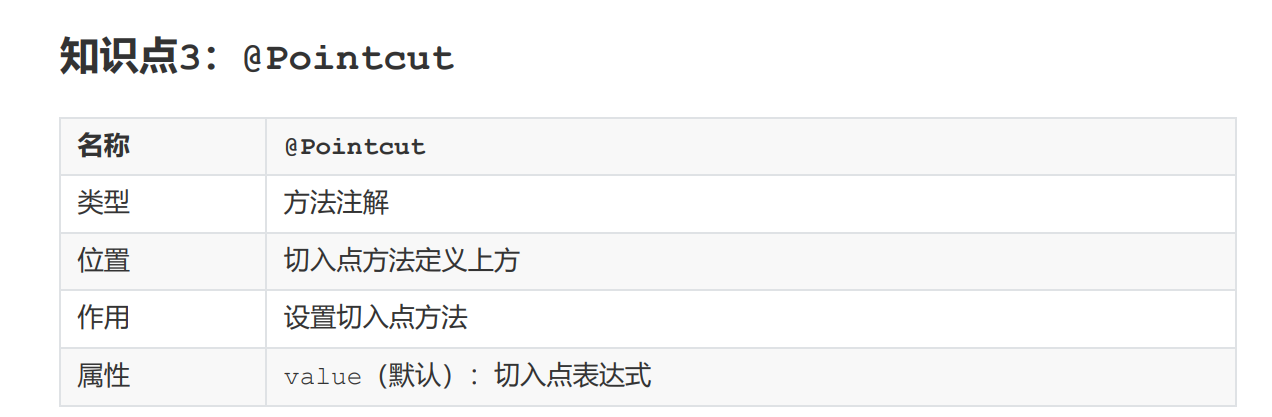 知识点3：@Pointcut
名称 @Pointcut
类型 方法注解
位置 切入点方法定义上方
作用 设置切入点方法
属性 value（默认）：切入点表达式